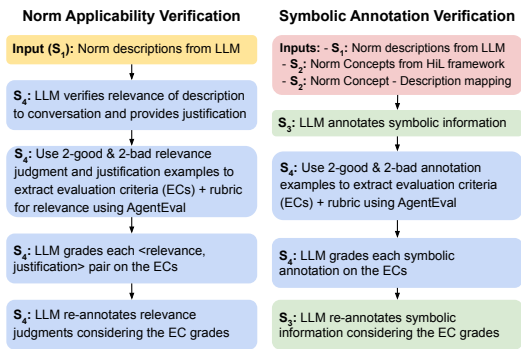 Norm Applicability Verification
Input (S₁): Norm descriptions from LLM
S₄: LLM verifies relevance of description
to conversation and provides justification
S₄: Use 2-good & 2-bad relevance
judgment and justification examples to
extract evaluation criteria (ECs) + rubric
for relevance using AgentEval
S₄: LLM grades each <relevance,
justification> pair on the ECs
S₄: LLM re-annotates relevance
judgments considering the EC grades
Symbolic Annotation Verification
Inputs: - S₁: Norm descriptions from LLM
- S₂: Norm Concepts from HiL framework
- S₂: Norm Concept - Description mapping
S₃: LLM annotates symbolic information
S₄: Use 2-good & 2-bad annotation
examples to extract evaluation criteria
(ECs) + rubric using AgentEval
S₄: LLM grades each symbolic
annotation on the ECs
S₃: LLM re-annotates symbolic
information considering the EC grades